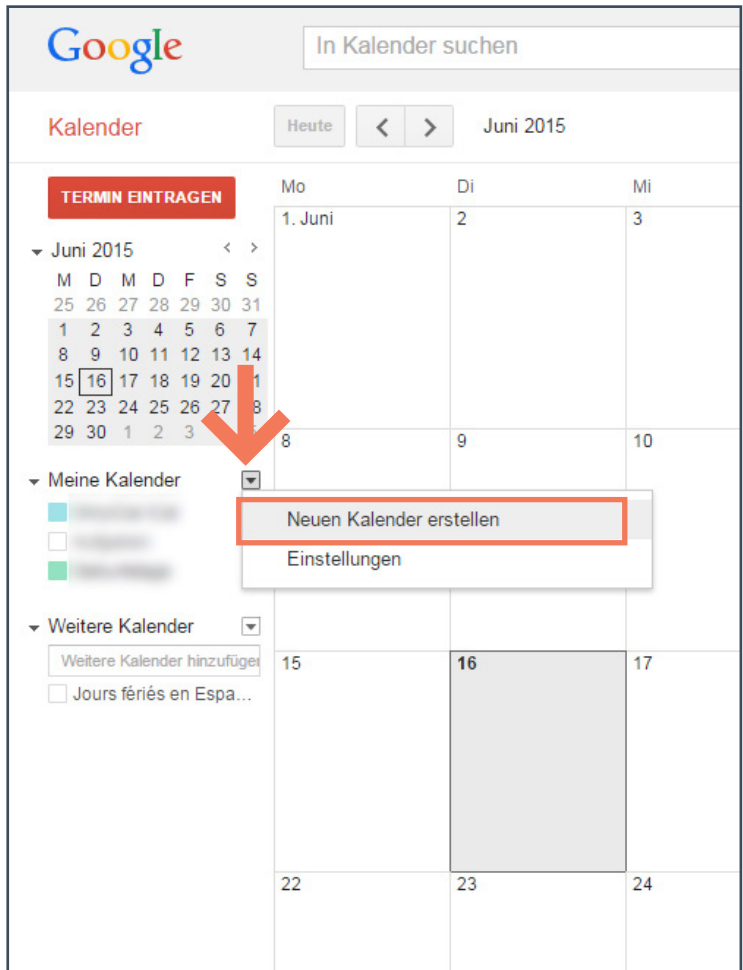 Google
In Kalender suchen
Kalender
Heute
Juni 2015
TERMIN EINTRAGEN
Mo Di Mi
1. Juni 2 3
Juni 2015
M D M D F S S
25 26 27 28 29 30 31
1 2 3 4 5 6 7
8 9 10 11 12 13 14
15 16 17 18 19 20
22 23 24 25 26 27
29 30 1 2 3
8 9 10
Meine Kalender
Neuen Kalender erstellen
Einstellungen
Weitere Kalender
Weitere Kalender hinzufügen
Jours fériés en Espa...
15 16 17
22 23 24